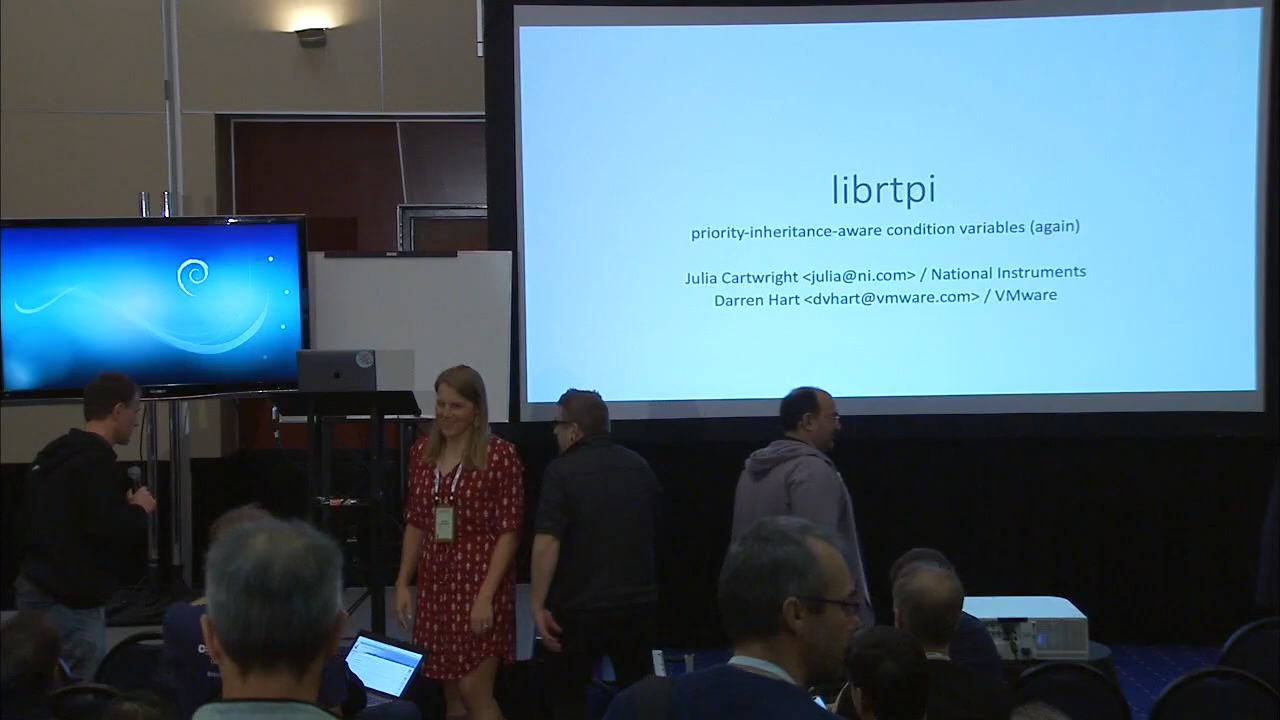 librtpi
priority-inheritance-aware condition variables (again)
Julia Cartwright <julia@ni.com> / National Instruments
Darren Hart <dvhart@vmware.com> / VMware